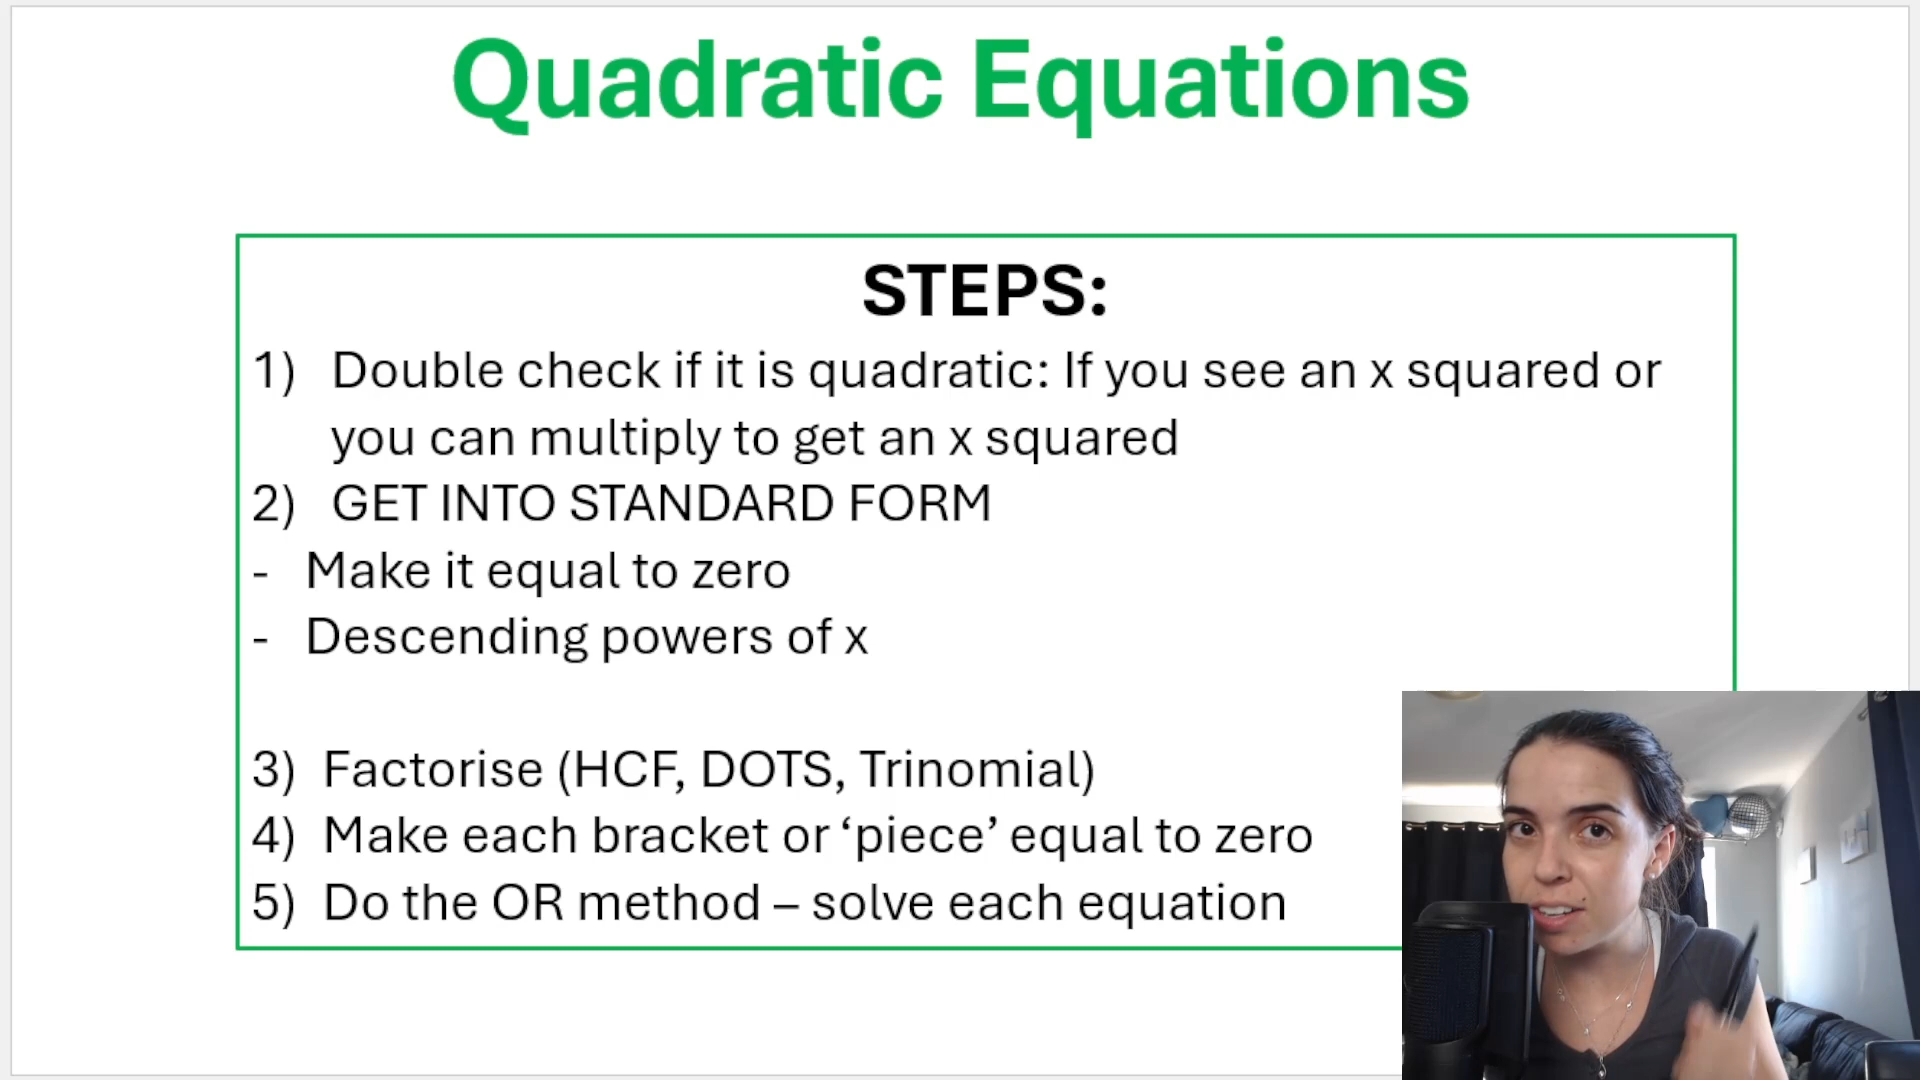 Quadratic Equations
STEPS:
1) Double check if it is quadratic: If you see an x squared or
you can multiply to get an x squared
2) GET INTO STANDARD FORM
- Make it equal to zero
- Descending powers of x
3) Factorise (HCF, DOTS, Trinomial)
4) Make each bracket or ‘piece’ equal to zero
5) Do the OR method – solve each equation